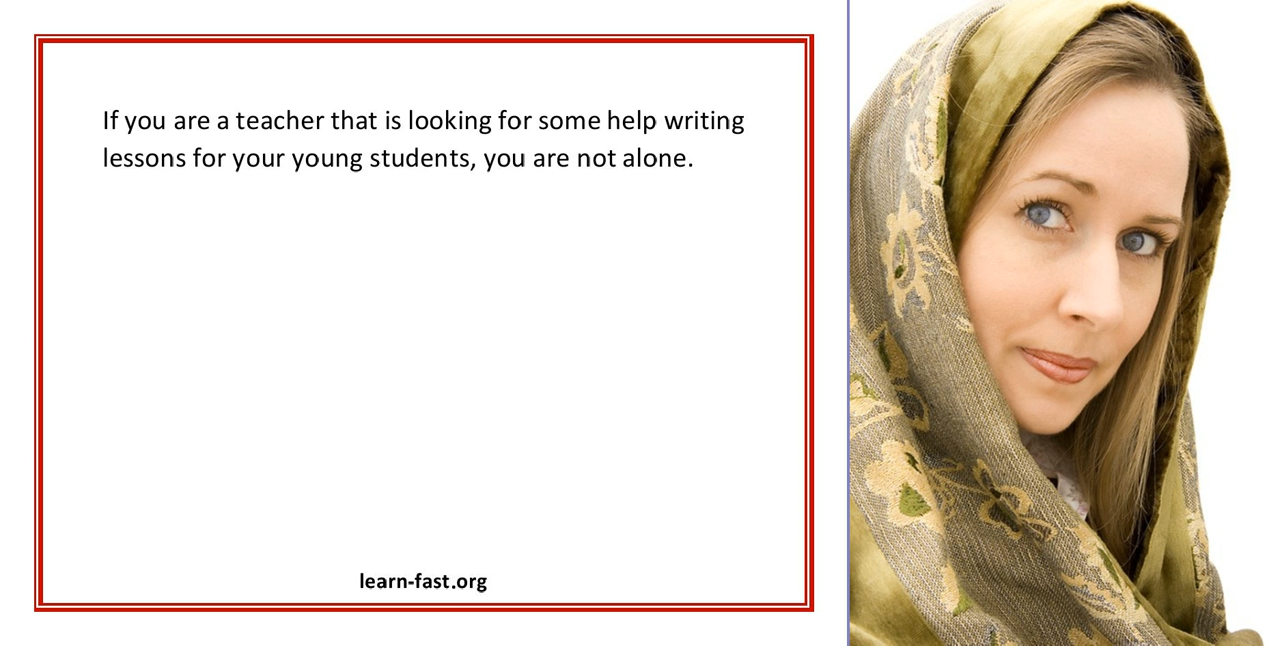 If you are a teacher that is looking for some help writing
lessons for your young students, you are not alone.
learn-fast.org